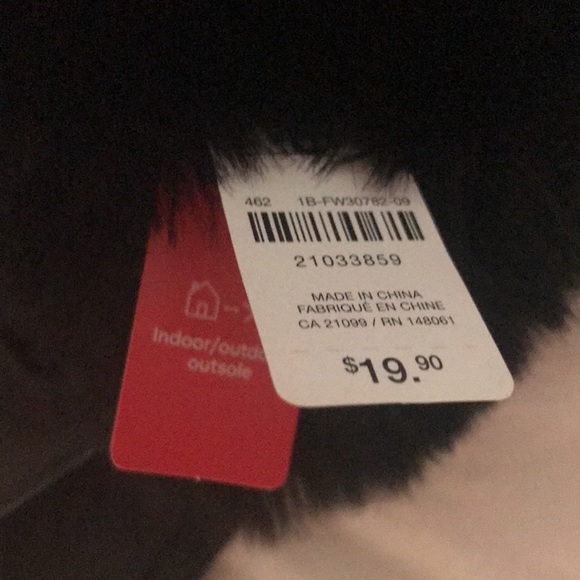 462 1B-FW30782-09
21033859
MADE IN CHINA
FABRIQUÉ EN CHINE
CA 21099 / RN 148061
$19.90
Indoor/outdo
outsole